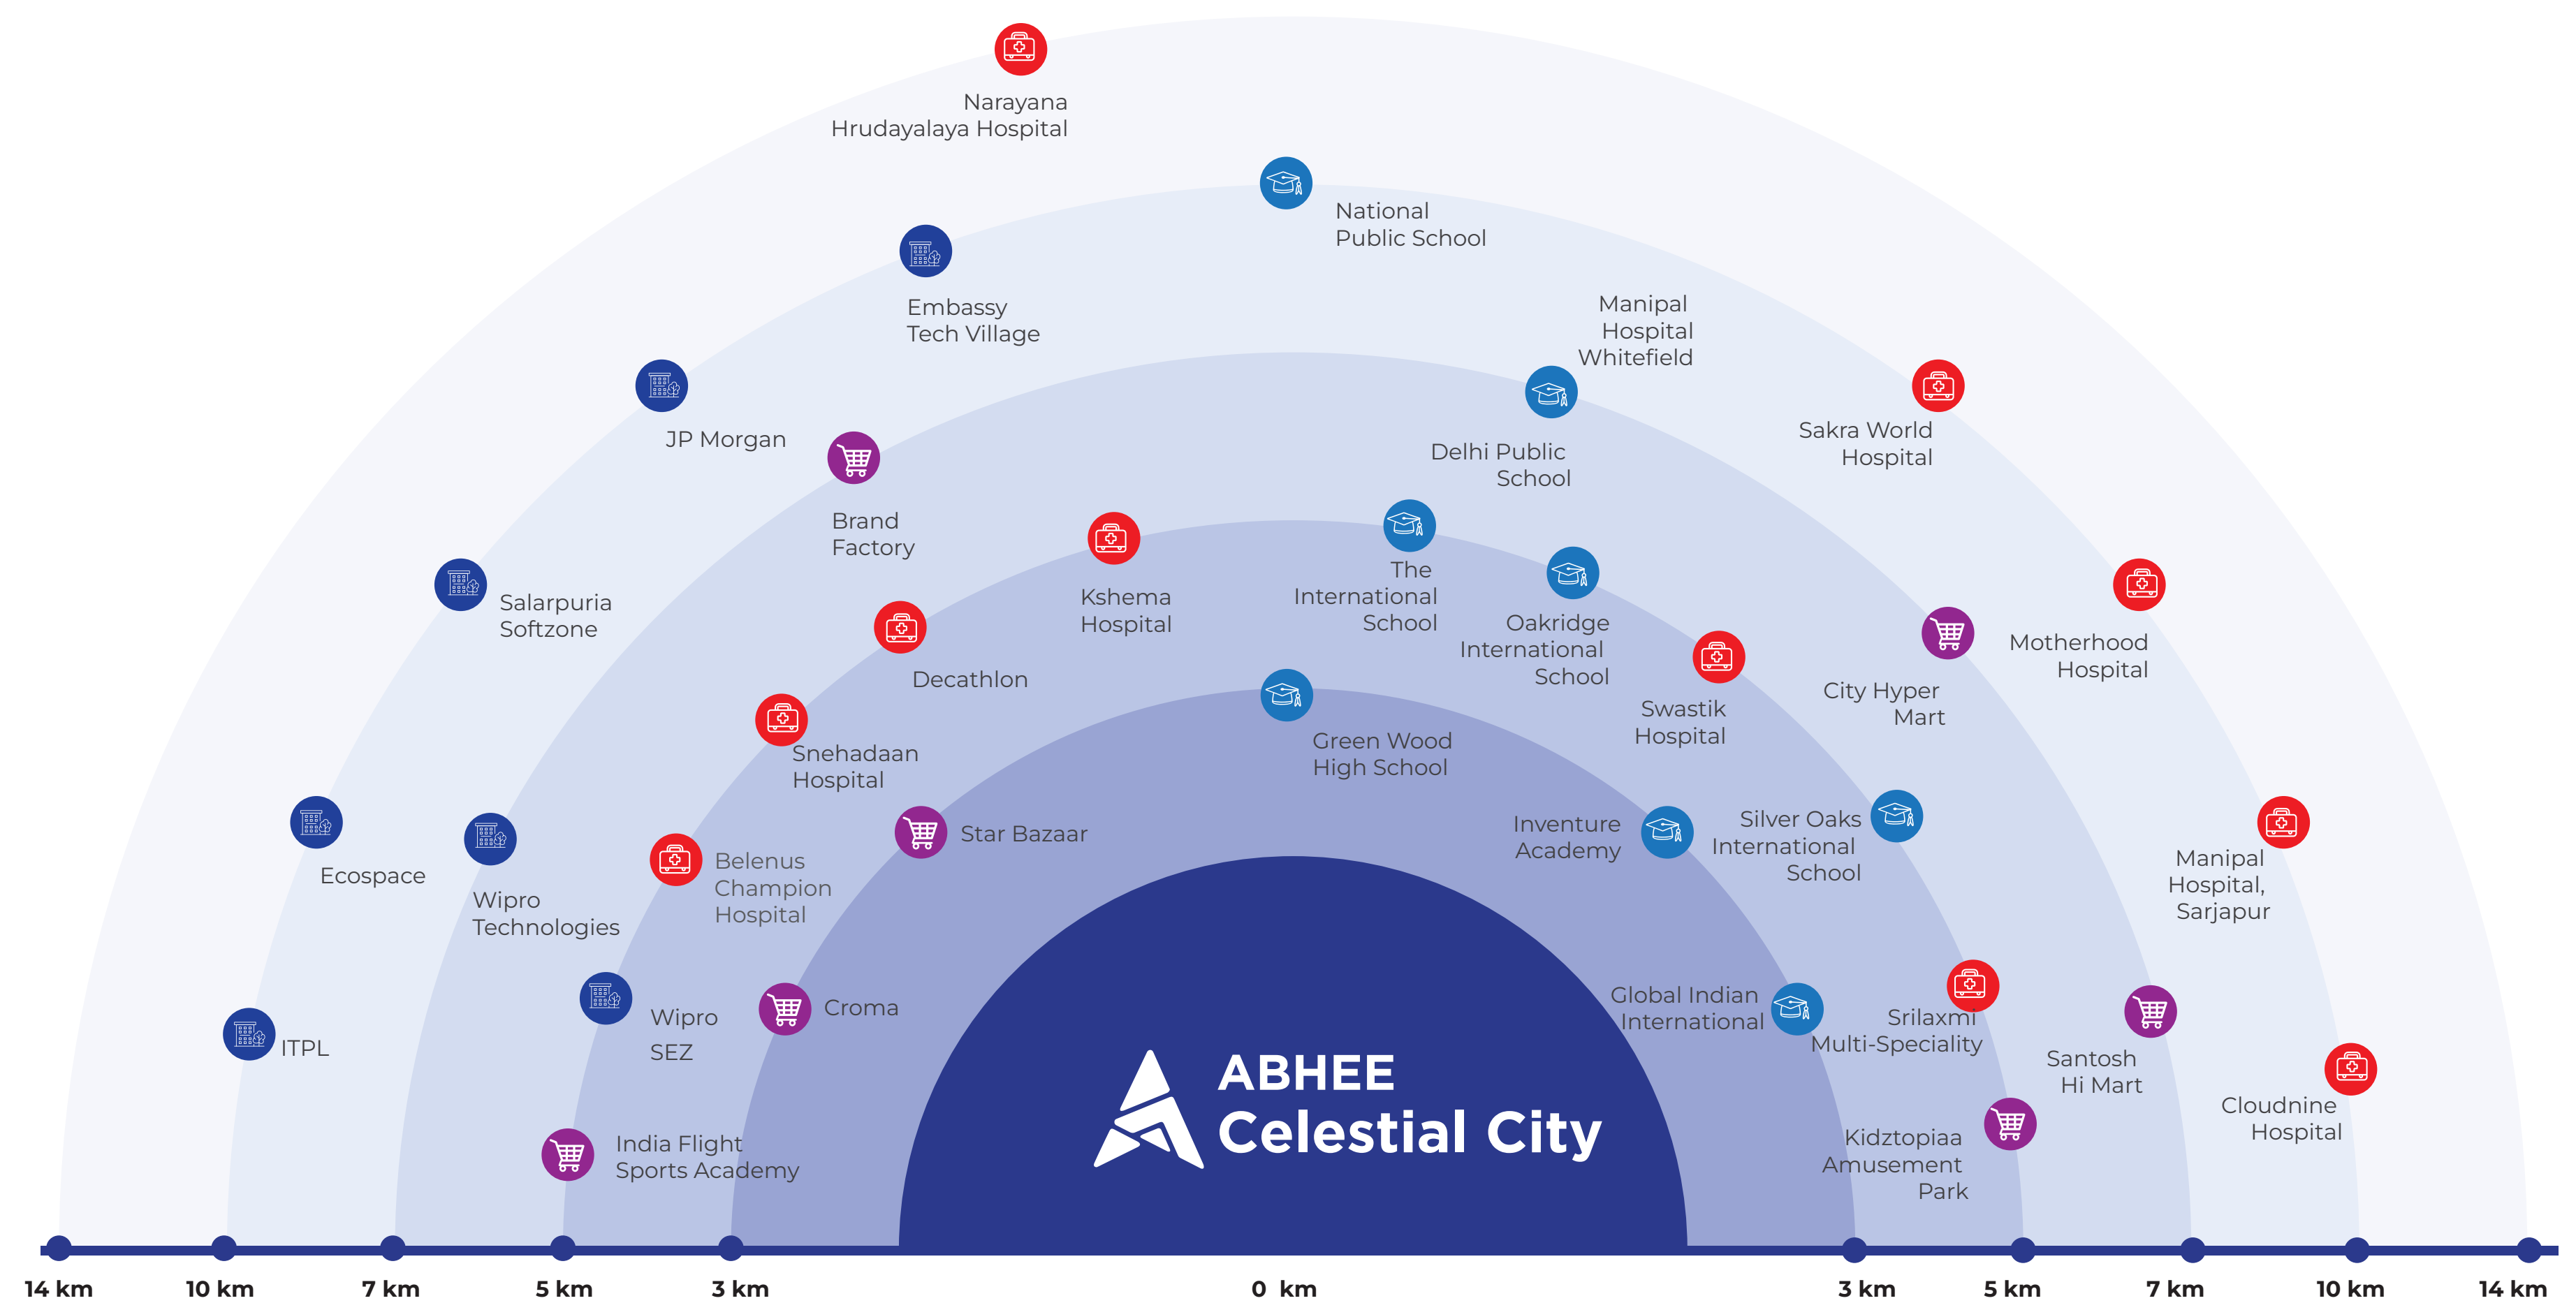 Narayana
Hrudayalaya Hospital
National
Public School
Embassy
Tech Village
Manipal
Hospital
Whitefield
JP Morgan
Sakra World
Hospital
Delhi Public
School
Brand
Factory
Salarpuria
Softzone
Kshema
Hospital
The
International
School
Oakridge
International
School
Motherhood
Hospital
Decathlon
City Hyper
Mart
Swastik
Hospital
Snehadaan
Hospital
Green Wood
High School
Star Bazaar
Inventure
Academy
Silver Oaks
International
School
Ecospace
Belenus
Champion
Hospital
Manipal
Hospital,
Sarjapur
Wipro
Technologies
Wipro
SEZ
Croma
Global Indian
International
Srilaxmi
Multi-Speciality
ITPL
Santosh
Hi Mart
ABHEE
Celestial City
Cloudnine
Hospital
India Flight
Sports Academy
Kidztopiaa
Amusement
Park
14 km 10 km 7 km 5 km 3 km 0 km 3 km 5 km 7 km 10 km 14 km